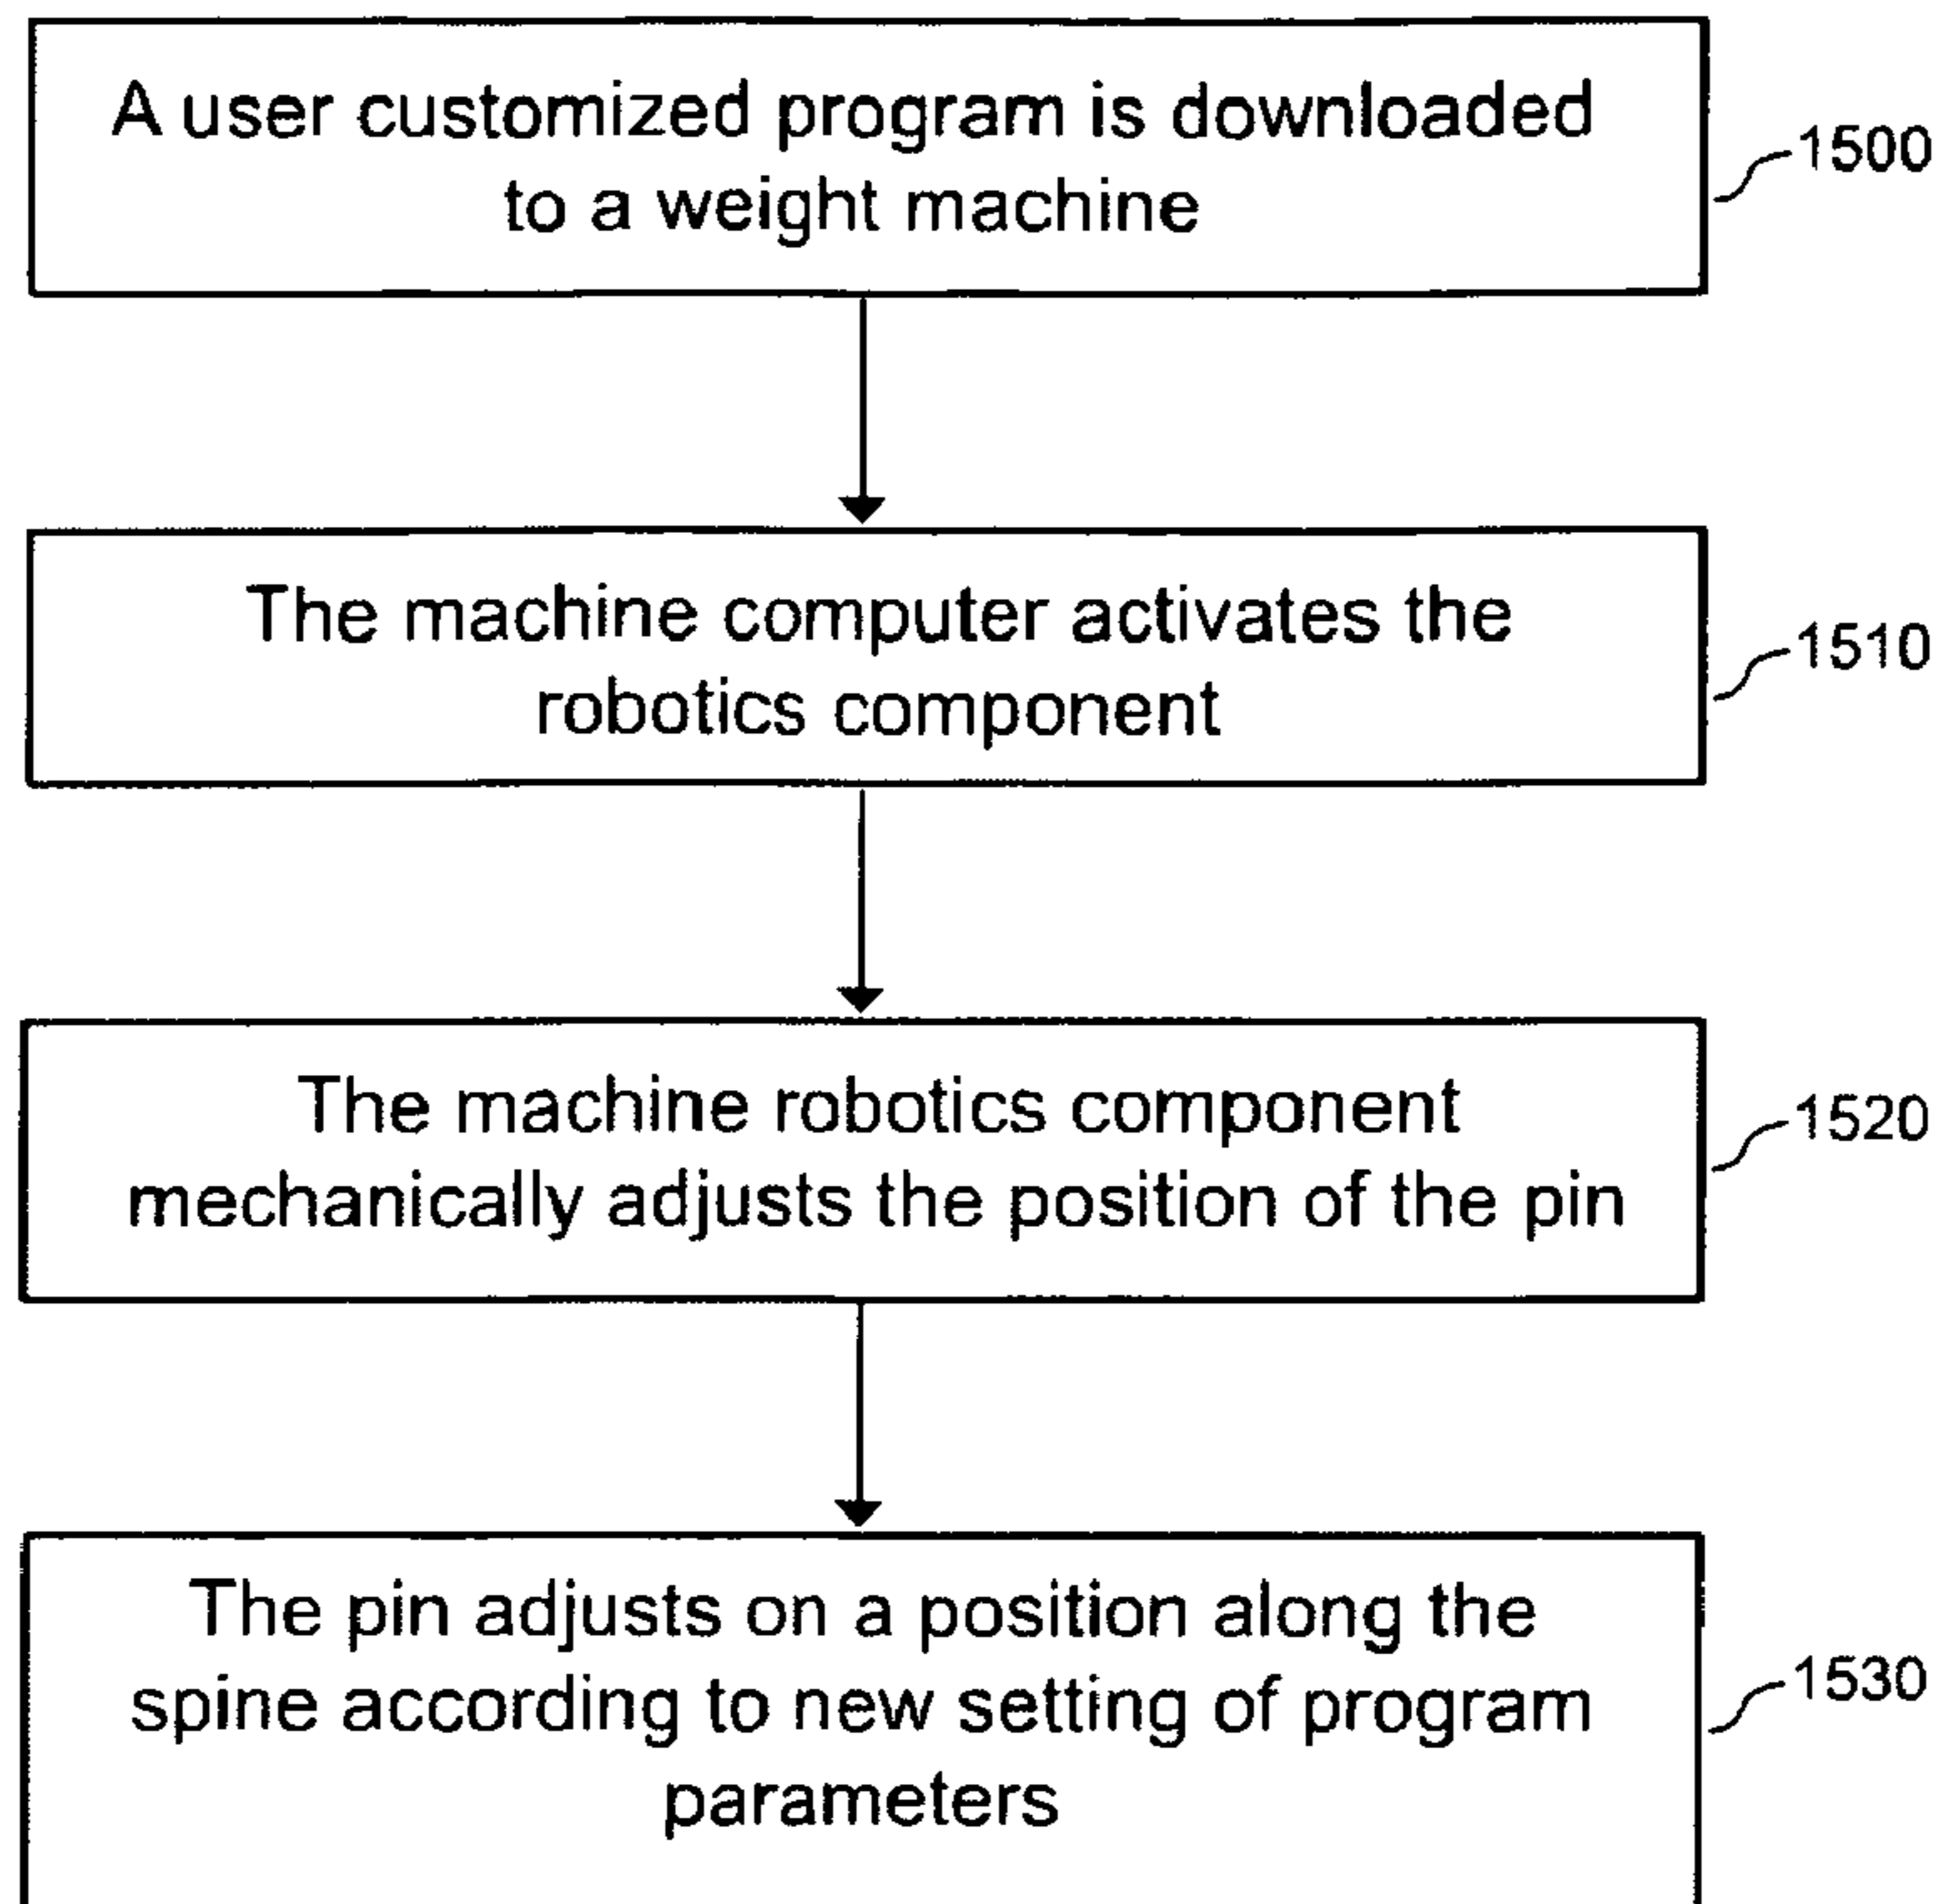 A user customized program is downloaded
to a weight machine
1500
The machine computer activates the
robotics component
1510
The machine robotics component
mechanically adjusts the position of the pin
1520
The pin adjusts on a position along the
spine according to new setting of program
parameters
1530